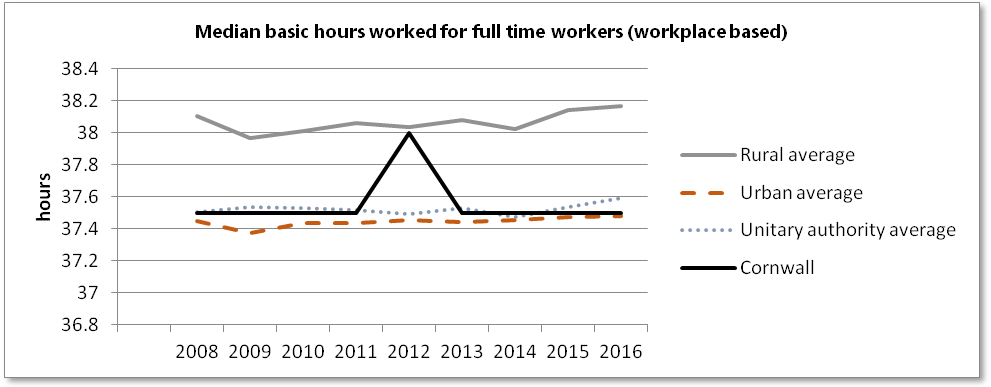 Median basic hours worked for full time workers (workplace based)
hours
38.4
38.2
38
37.8
37.6
37.4
37.2
37
36.8
2008 2009 2010 2011 2012 2013 2014 2015 2016
Rural average
Urban average
Unitary authority average
Cornwall